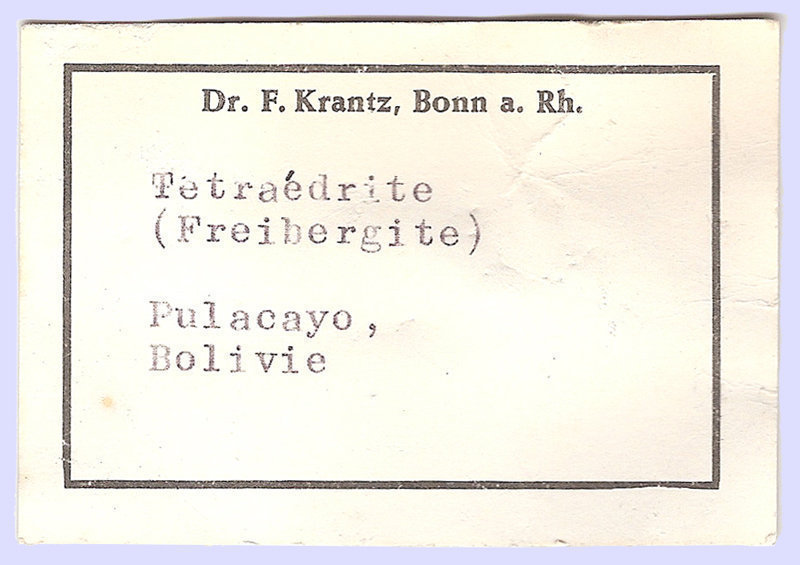 Dr. F. Krantz, Bonn a. Rh.
Tetraédrite
(Freibergite)
Pulacayo,
Bolivie